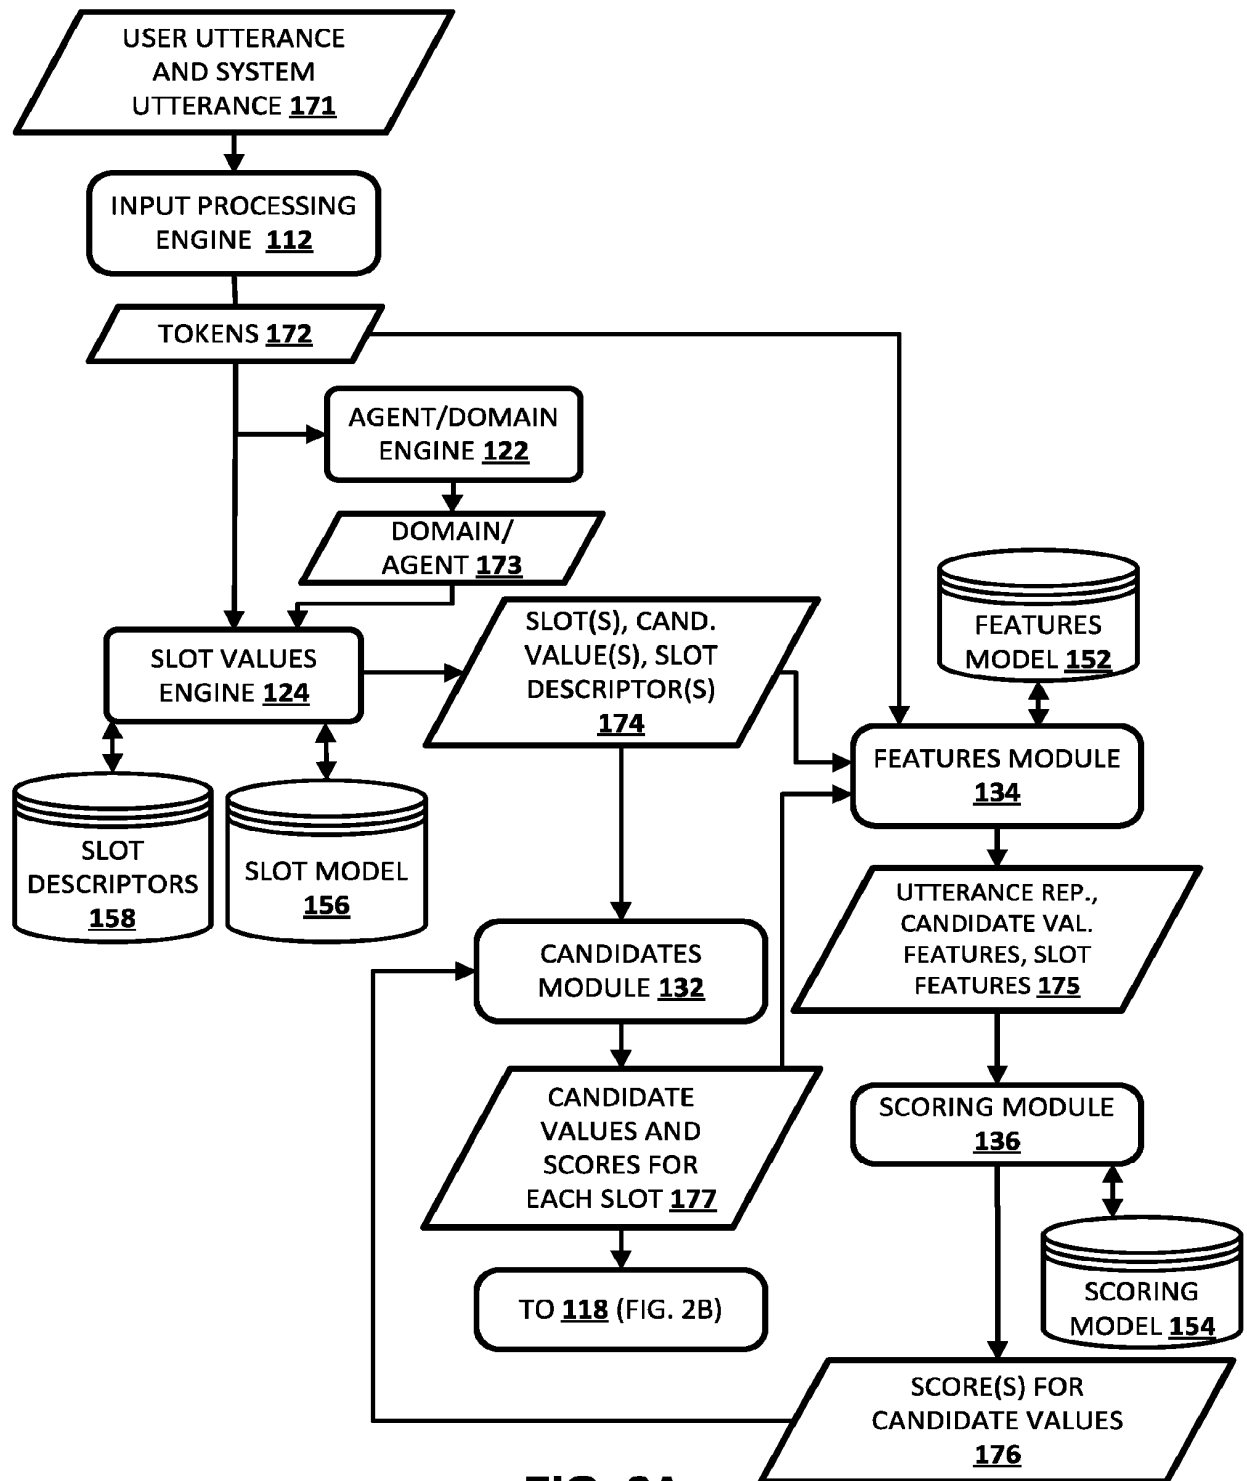 USER UTTERANCE
AND SYSTEM
UTTERANCE 171
INPUT PROCESSING
ENGINE 112
TOKENS 172
AGENT/DOMAIN
ENGINE 122
DOMAIN/
AGENT 173
SLOT VALUES
ENGINE 124
SLOT(S), CAND.
VALUE(S), SLOT
DESCRIPTOR(S)
174
FEATURES
MODEL 152
FEATURES MODULE
134
SLOT
DESCRIPTORS
158
SLOT MODEL
156
CANDIDATES
MODULE 132
UTTERANCE REP.,
CANDIDATE VAL.
FEATURES, SLOT
FEATURES 175
CANDIDATE
VALUES AND
SCORES FOR
EACH SLOT 177
SCORING MODULE
136
TO 118 (FIG. 2B)
SCORING
MODEL 154
SCORE(S) FOR
CANDIDATE VALUES
176
FIG. 2A